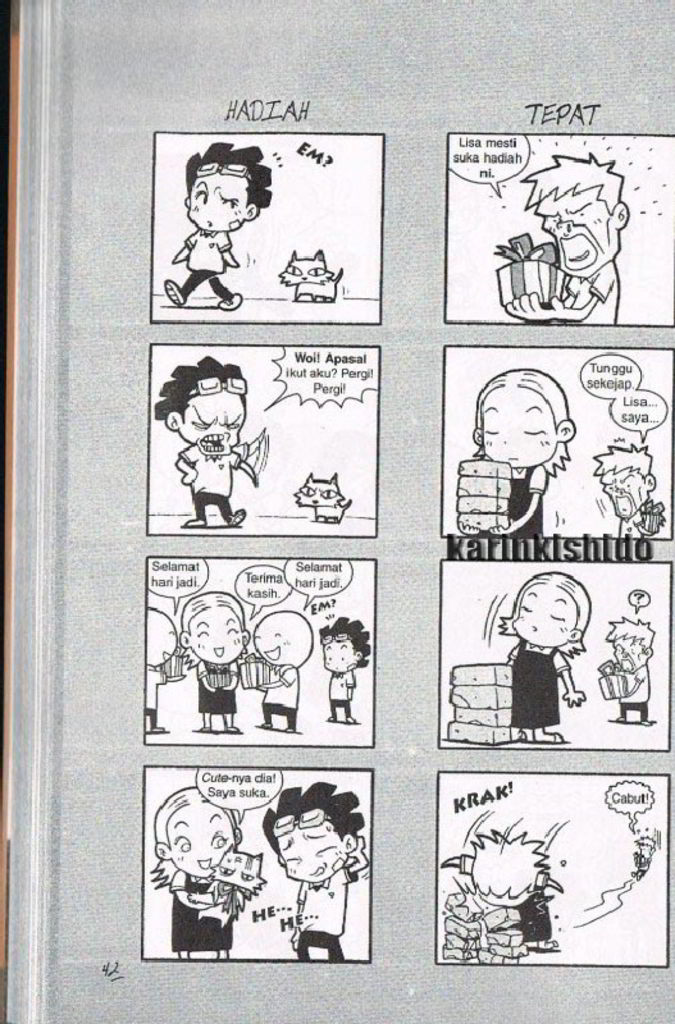 HADIAH
EM?
Woi! Apasal
ikut aku? Pergi!
Pergi!
Selamat
hari jadi.
Terima
kasih.
Selamat
hari jadi.
EM?
Cute-nya dia!
Saya suka.
HE...
HE...
TEPAT
Lisa mesti
suka hadiah
ni.
Tunggu
sekejap.
Lisa...
saya...
karinkishido
?
KRAK!
Cabut!
42